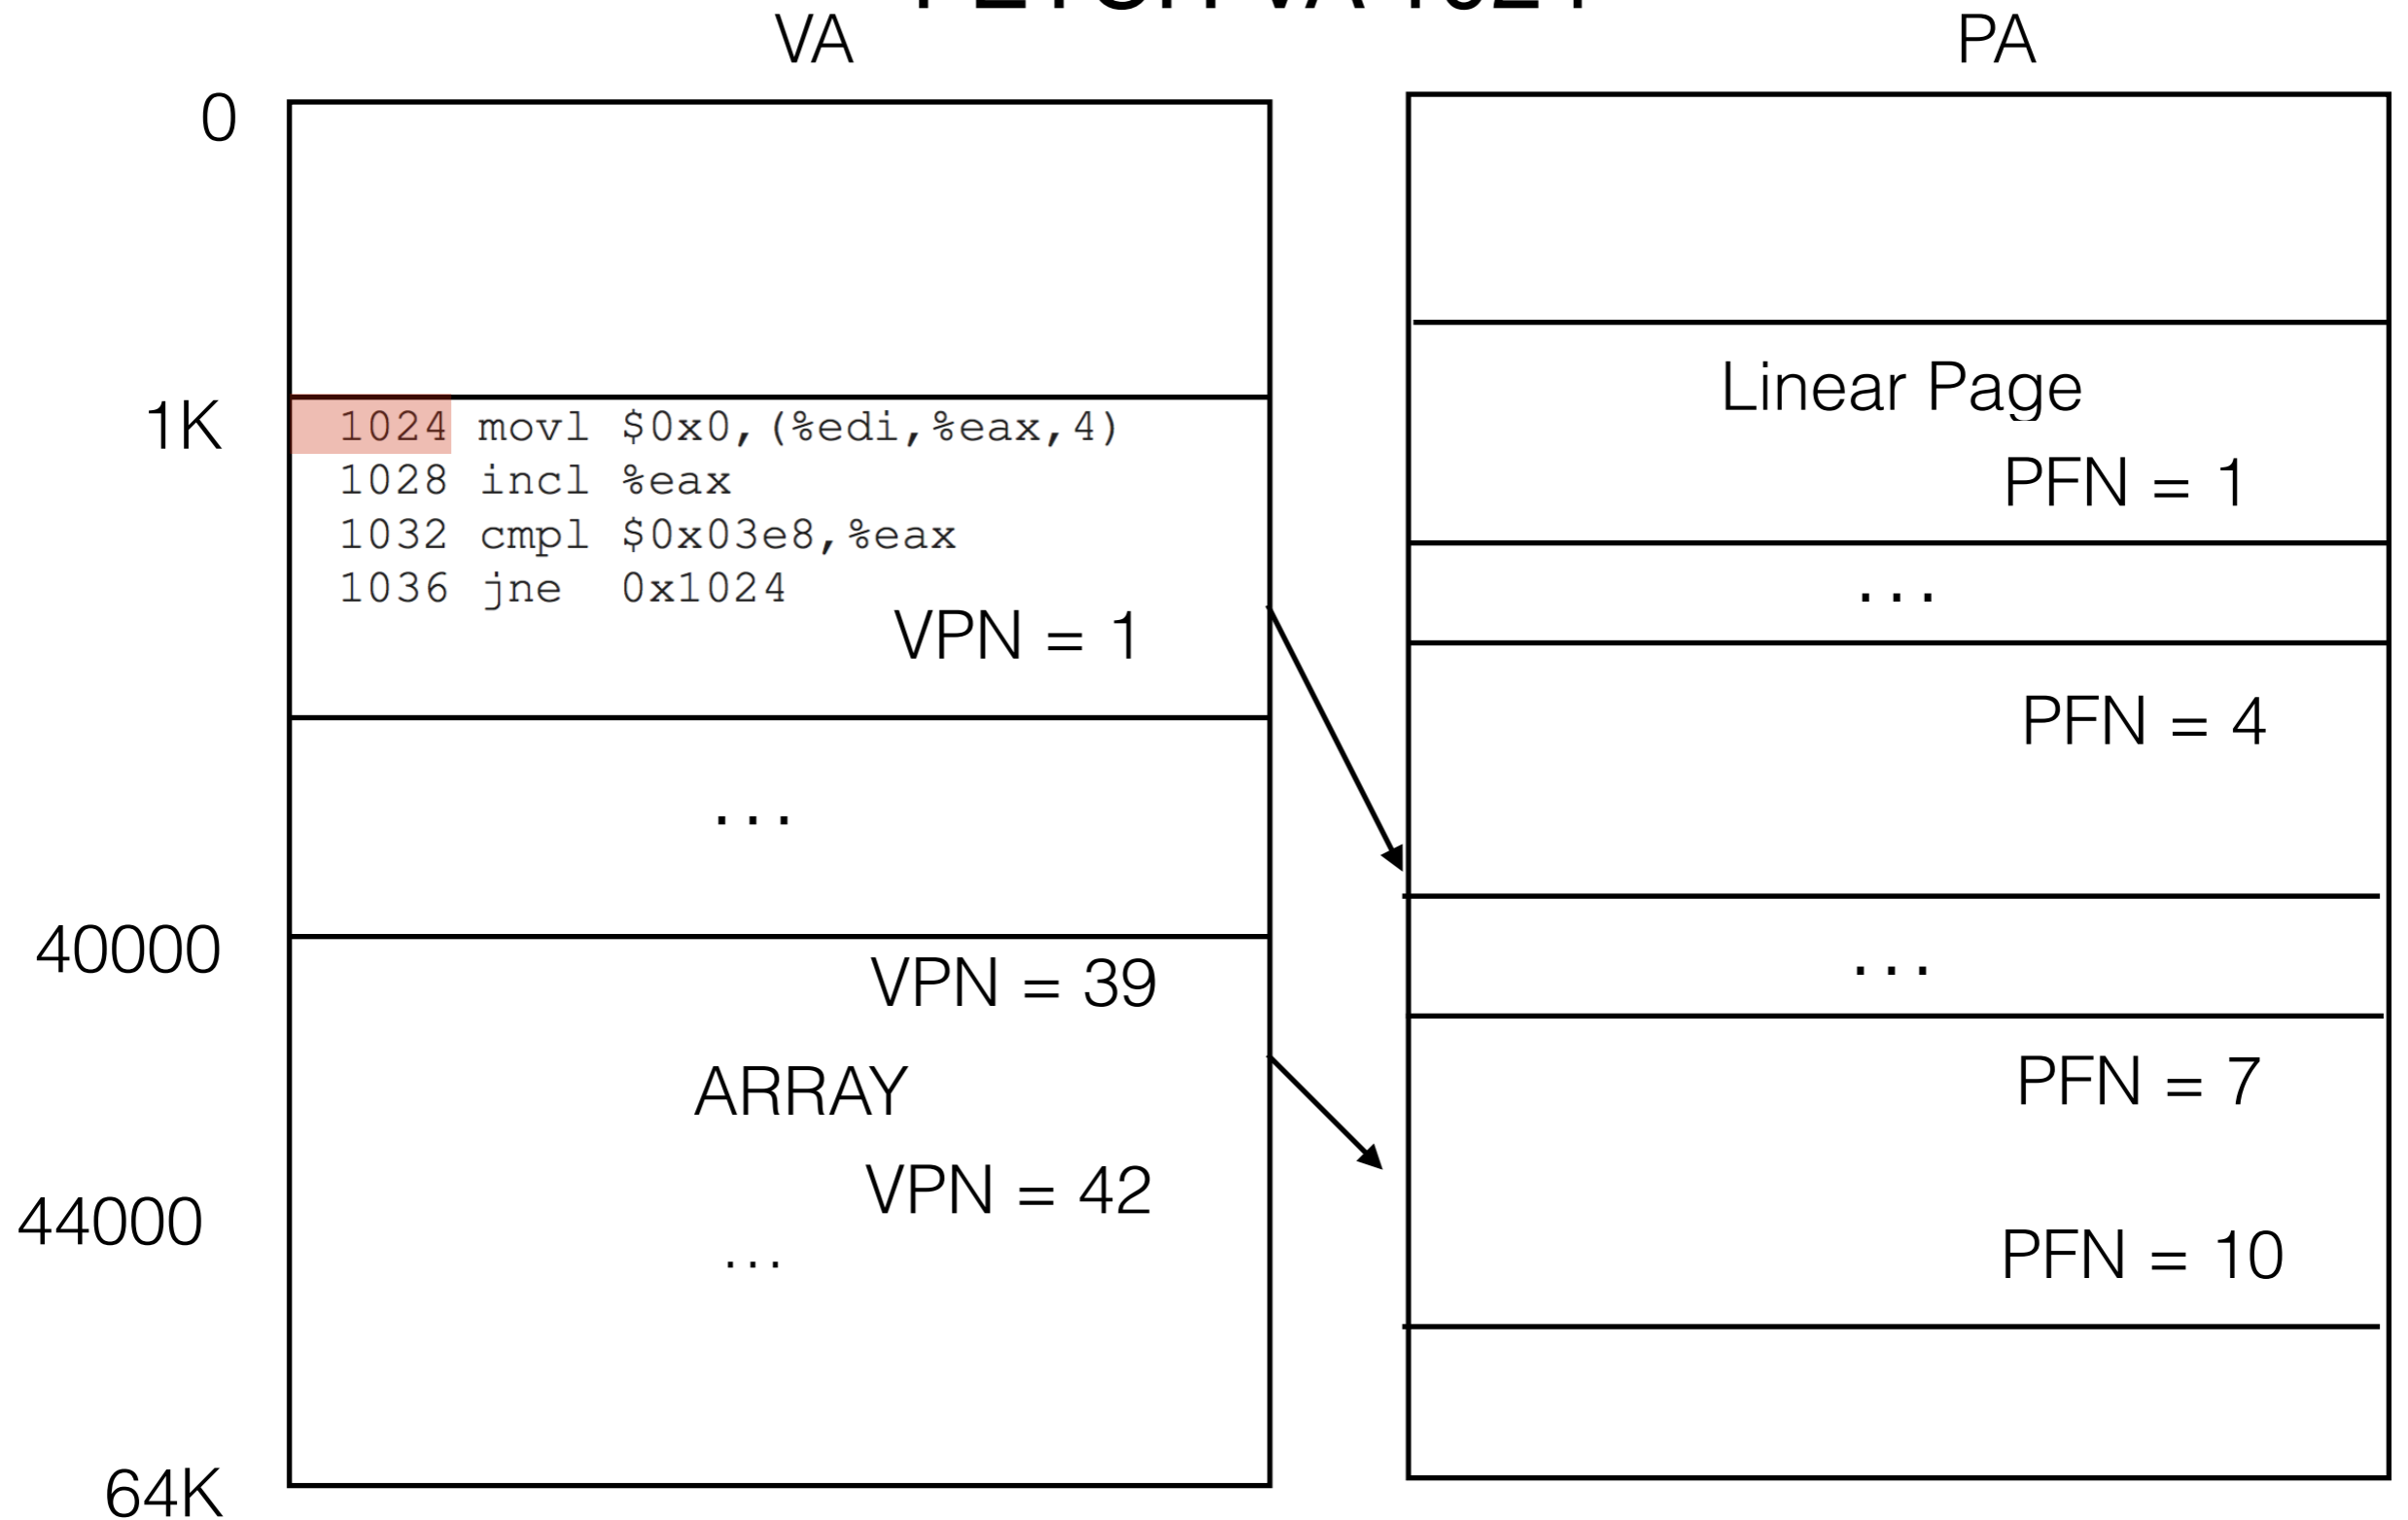 VA
PA
0
1K
1024 movl $0x0,(%edi,%eax,4)
1028 incl %eax
1032 cmpl $0x03e8,%eax
1036 jne 0x1024
VPN = 1
...
40000
VPN = 39
ARRAY
44000
VPN = 42
...
64K
Linear Page
PFN = 1
...
PFN = 4
...
PFN = 7
PFN = 10